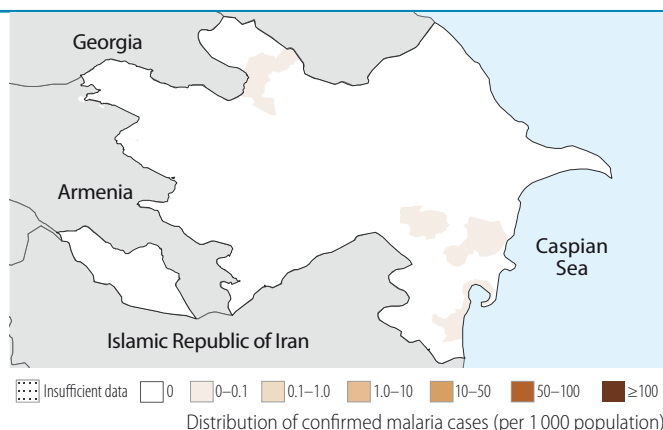 Georgia
Armenia
Caspian
Sea
Islamic Republic of Iran
Insufficient data 0 0–0.1 0.1–1.0 1.0–10 10–50 50–100 ≥100
Distribution of confirmed malaria cases (per 1 000 population)